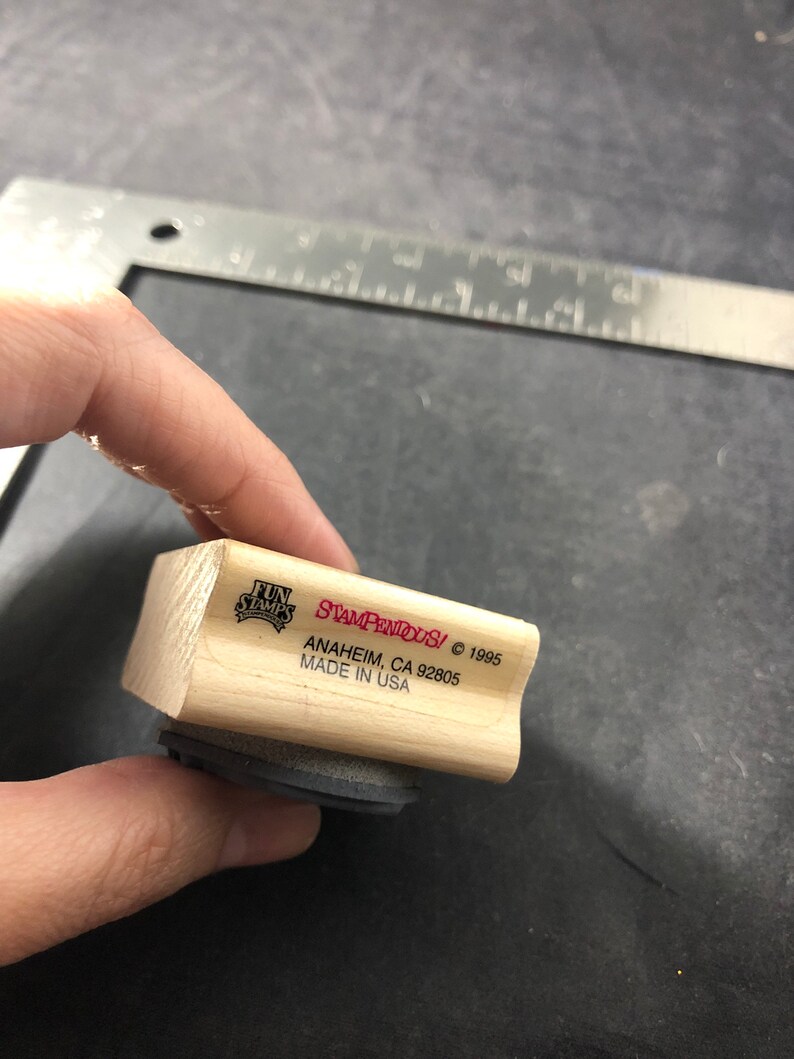 FUN
STAMPS
STAMPENDOUS!
© 1995
ANAHEIM, CA 92805
MADE IN USA